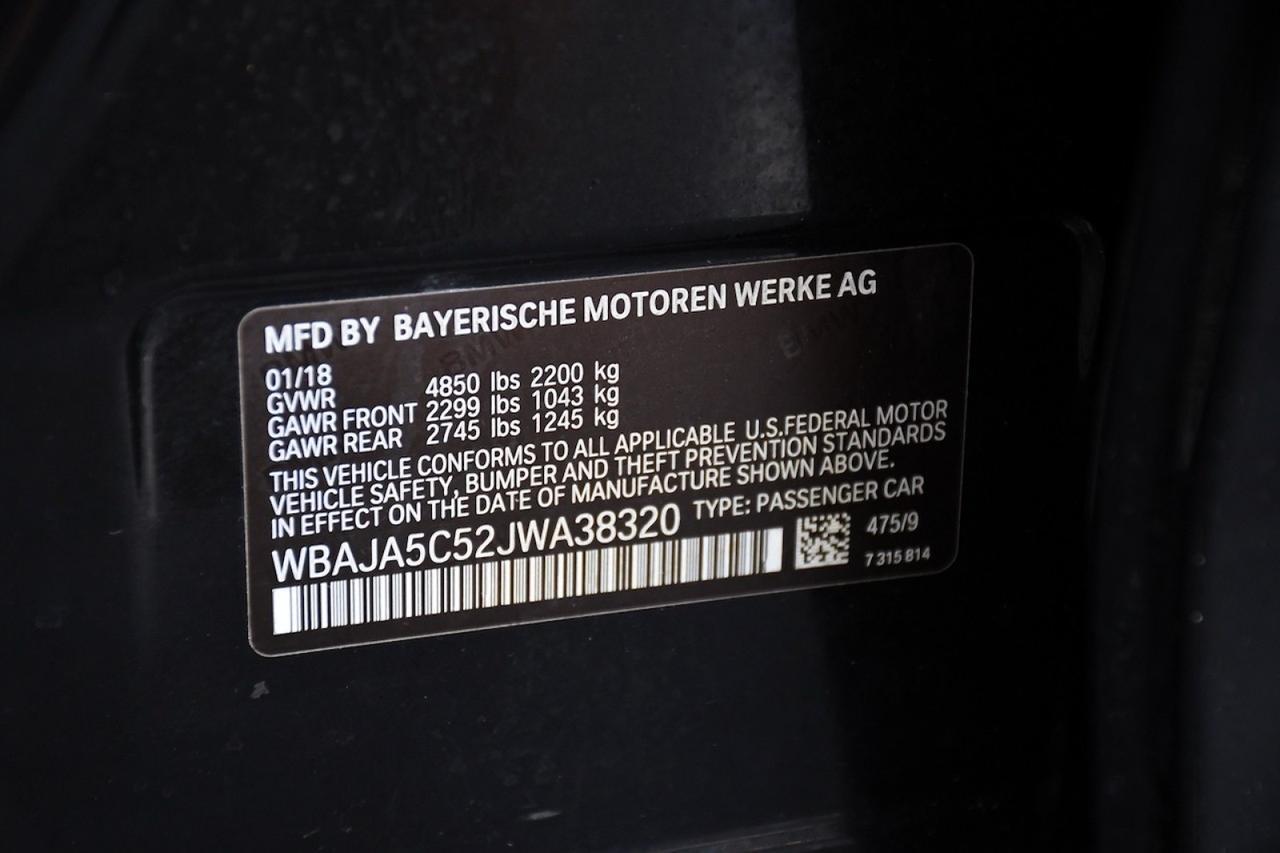 MFD BY BAYERISCHE MOTOREN WERKE AG
01/18
GVWR 4850 lbs 2200 kg
GAWR FRONT 2299 lbs 1043 kg
GAWR REAR 2745 lbs 1245 kg
THIS VEHICLE CONFORMS TO ALL APPLICABLE U.S.FEDERAL MOTOR
VEHICLE SAFETY, BUMPER AND THEFT PREVENTION STANDARDS
IN EFFECT ON THE DATE OF MANUFACTURE SHOWN ABOVE.
WBAJA5C52JWA38320 TYPE: PASSENGER CAR
475/9
7 315 814